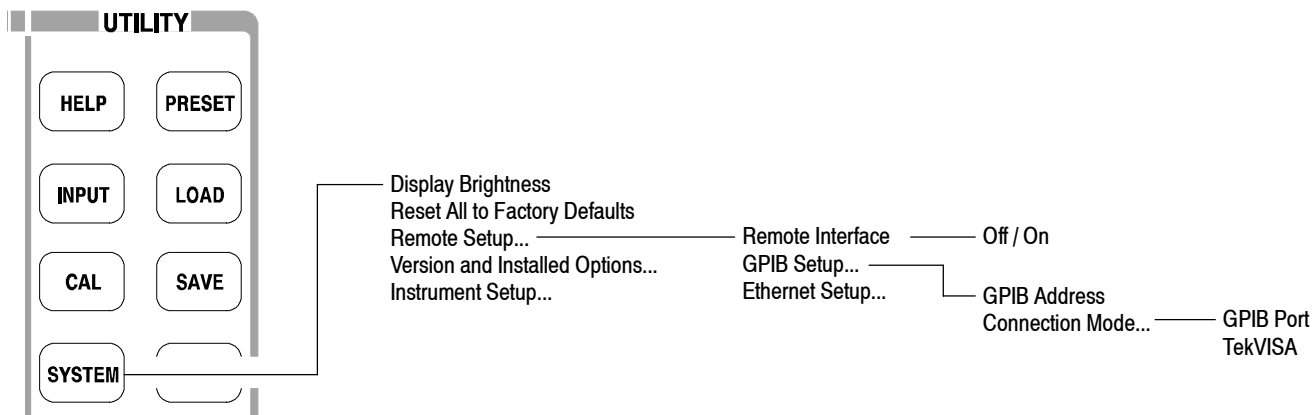 UTILITY
HELP
PRESET
INPUT
LOAD
CAL
SAVE
SYSTEM
Display Brightness
Reset All to Factory Defaults
Remote Setup...
Version and Installed Options...
Instrument Setup...
Remote Interface
GPIB Setup...
Ethernet Setup...
Off / On
GPIB Address
Connection Mode...
GPIB Port
TekVISA